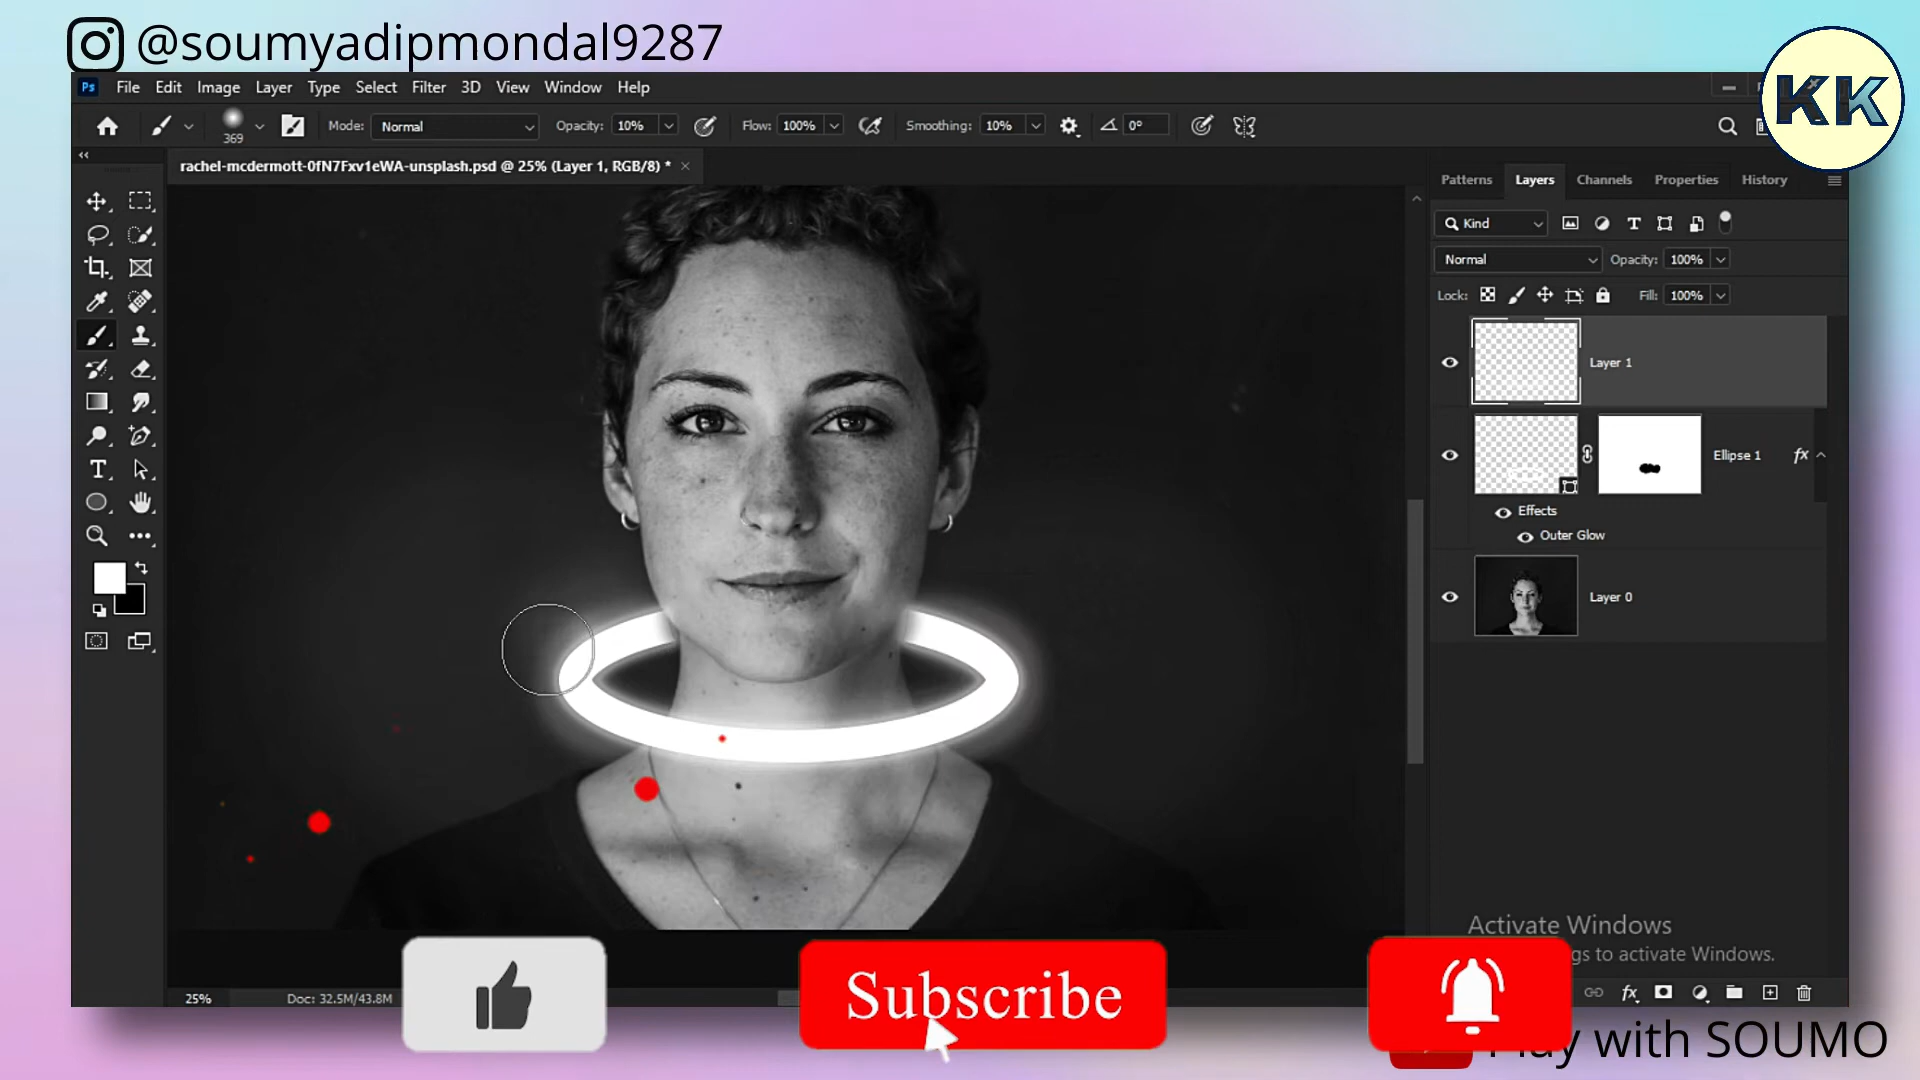 @soumyadipmondal9287
KK
Ps File Edit Image Layer Type Select Filter 3D View Window Help
369 Mode: Normal Opacity: 10% Flow: 100% Smoothing: 10% 0°
rachel-mcdermott-0fN7Fxv1eWA-unsplash.psd @ 25% (Layer 1, RGB/8) * ×
Patterns Layers Channels Properties History
Kind
Normal Opacity: 100%
Lock: Fill: 100%
Layer 1
Ellipse 1 fx
Effects
Outer Glow
Layer 0
Activate Windows
gs to activate Windows.
25% Doc: 32.5M/43.8M
Subscribe
with SOUMO